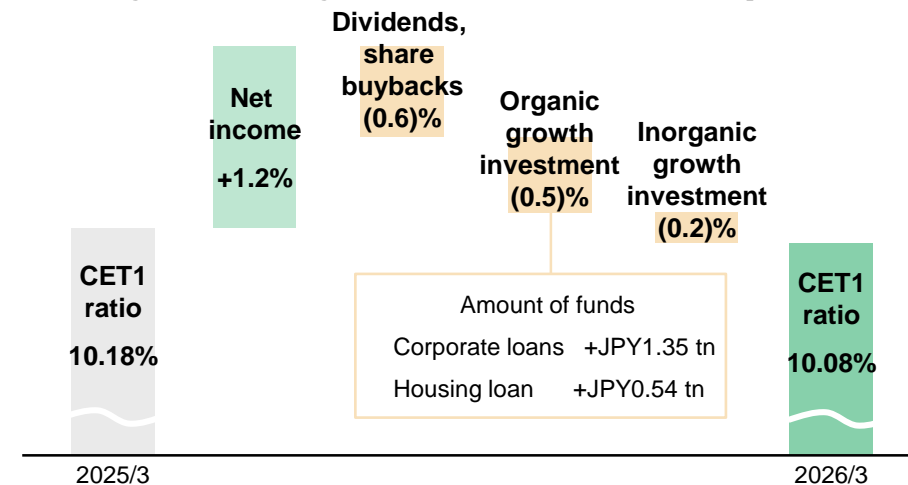 Dividends,
share
buybacks
(0.6)%
Net
income
+1.2%
Organic
growth
investment
(0.5)%
Inorganic
growth
investment
(0.2)%
CET1
ratio
10.18%
Amount of funds
Corporate loans +JPY1.35 tn
Housing loan +JPY0.54 tn
CET1
ratio
10.08%
2025/3
2026/3